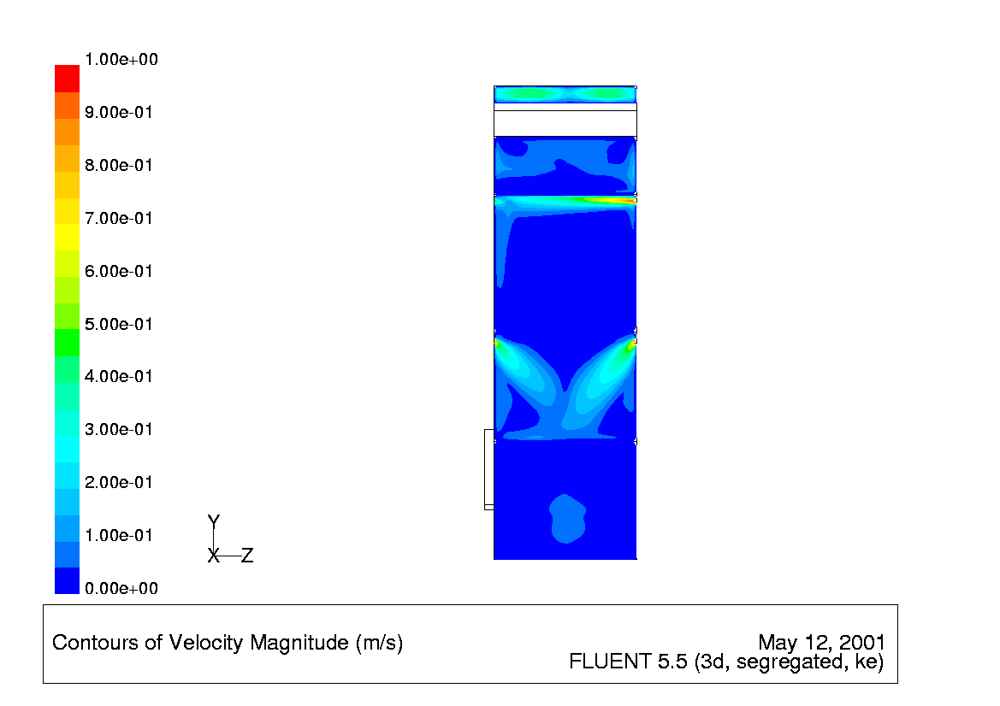 1.00e+00
9.00e-01
8.00e-01
7.00e-01
6.00e-01
5.00e-01
4.00e-01
3.00e-01
2.00e-01
1.00e-01
0.00e+00
Y
X Z
Contours of Velocity Magnitude (m/s)
May 12, 2001
FLUENT 5.5 (3d, segregated, ke)